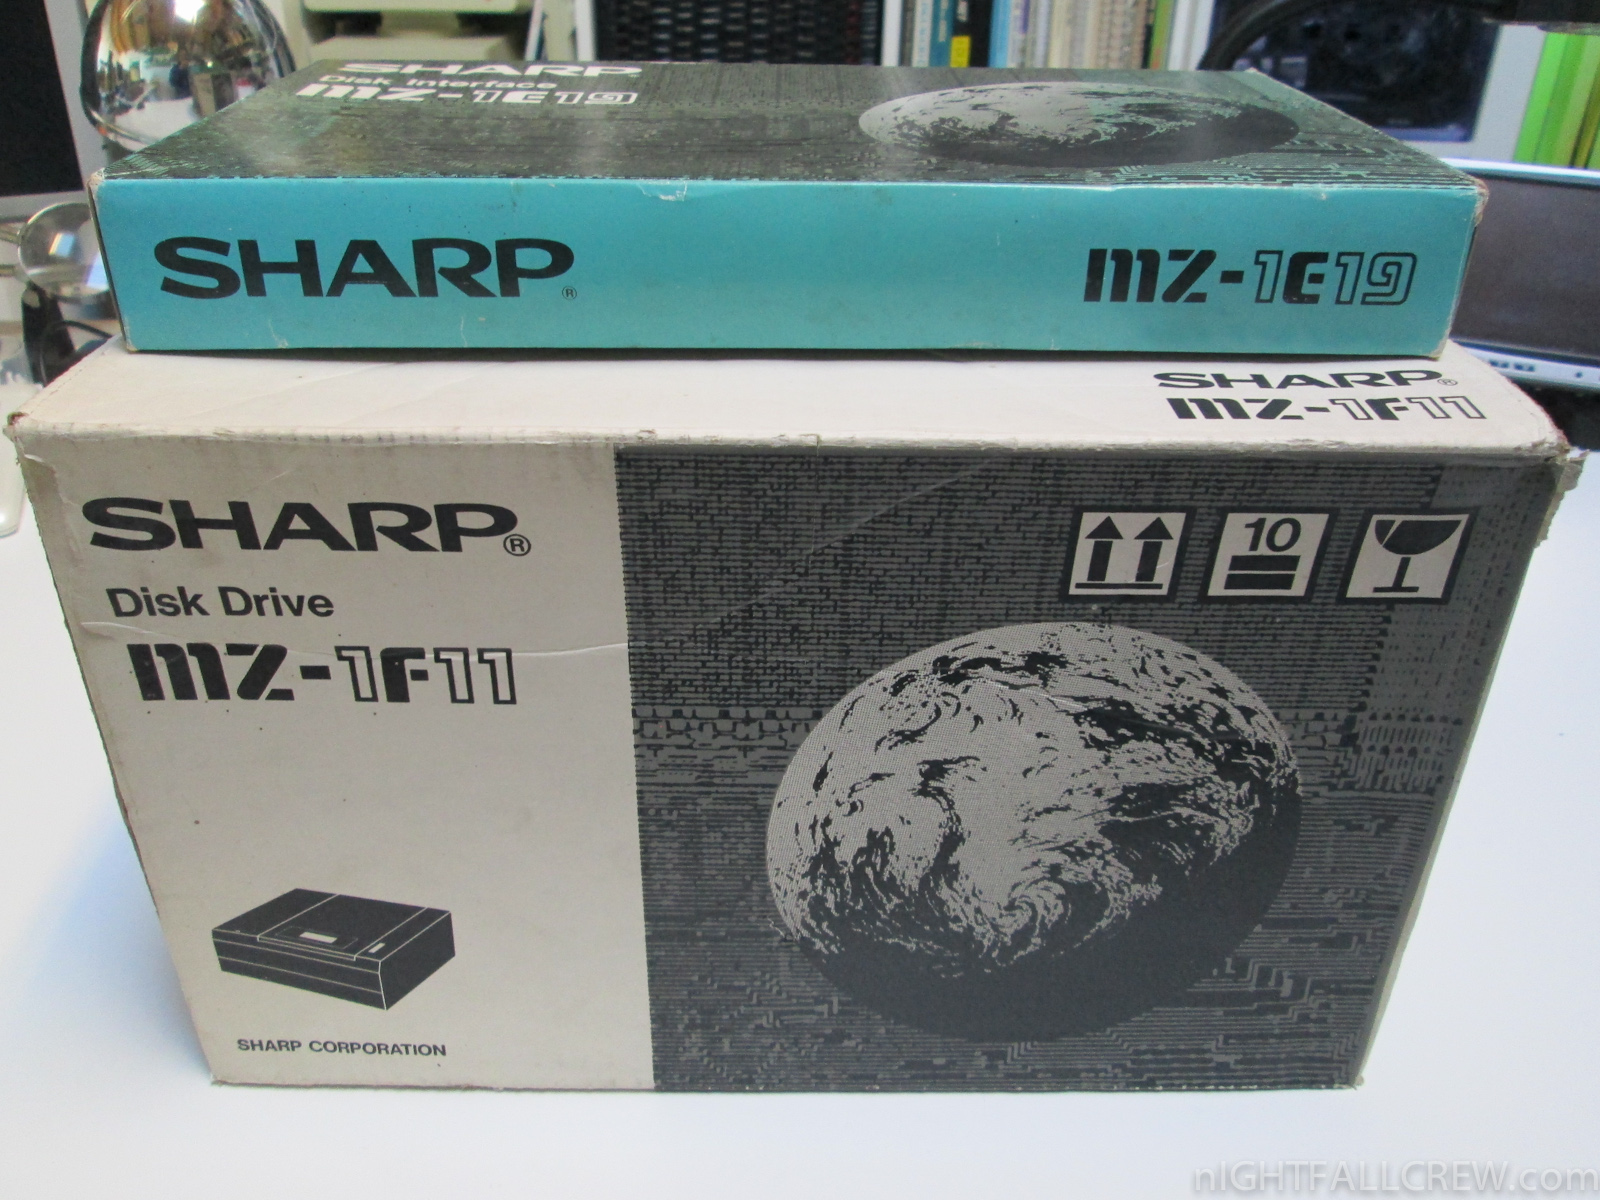 SHARP
Disk Interface
MZ-1E19
SHARP®
MZ-1E19
SHARP®
MZ-1F11
SHARP®
Disk Drive
MZ-1F11
10
SHARP CORPORATION
nIGHTFALLCREW.com